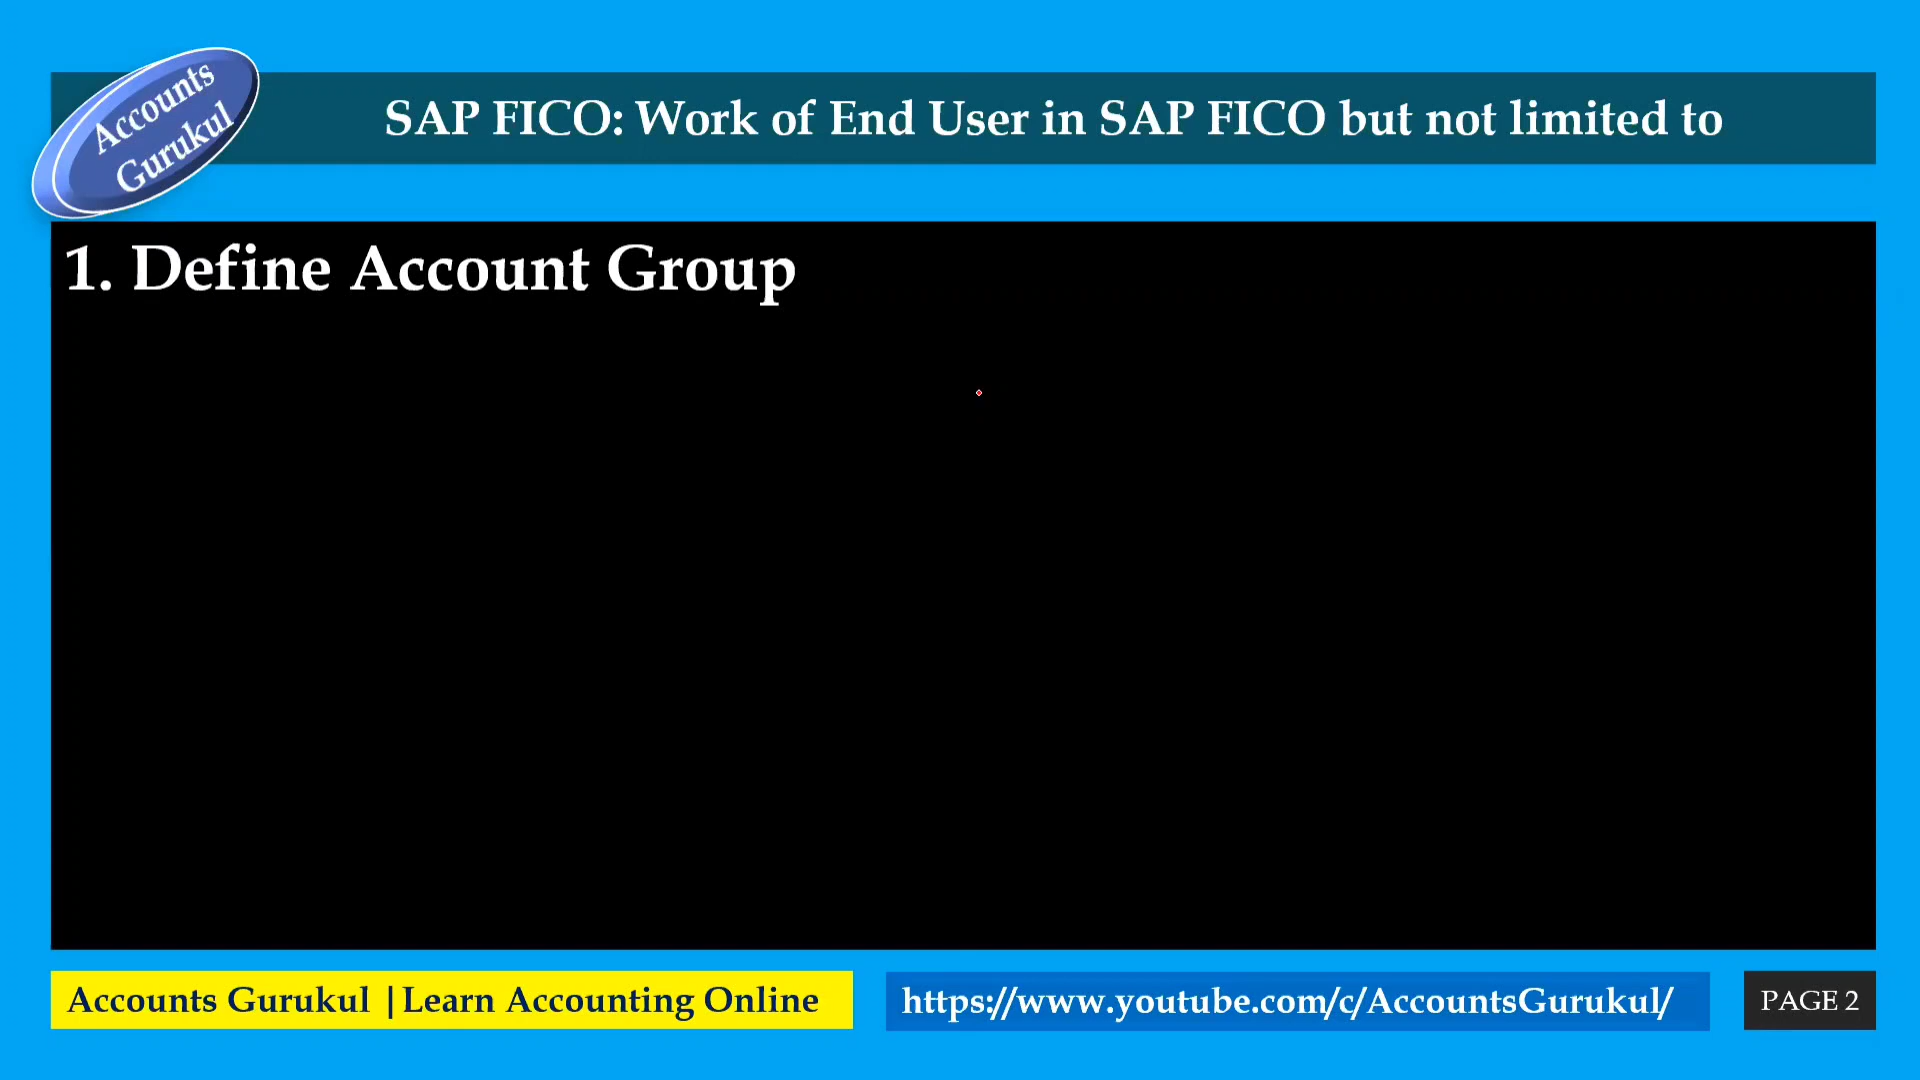 Accounts
Gurukul
SAP FICO: Work of End User in SAP FICO but not limited to
1. Define Account Group
Accounts Gurukul |Learn Accounting Online
https://www.youtube.com/c/AccountsGurukul/
PAGE 2